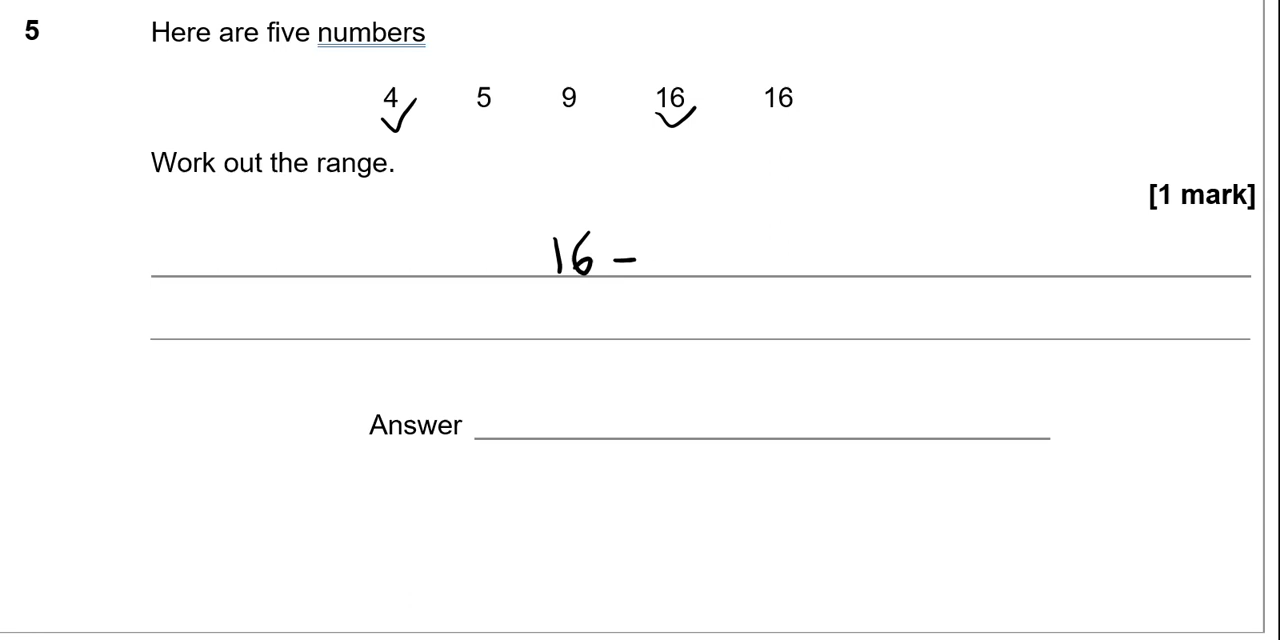 5 Here are five numbers
4 5 9 16 16
Work out the range.
[1 mark]
16 -
Answer